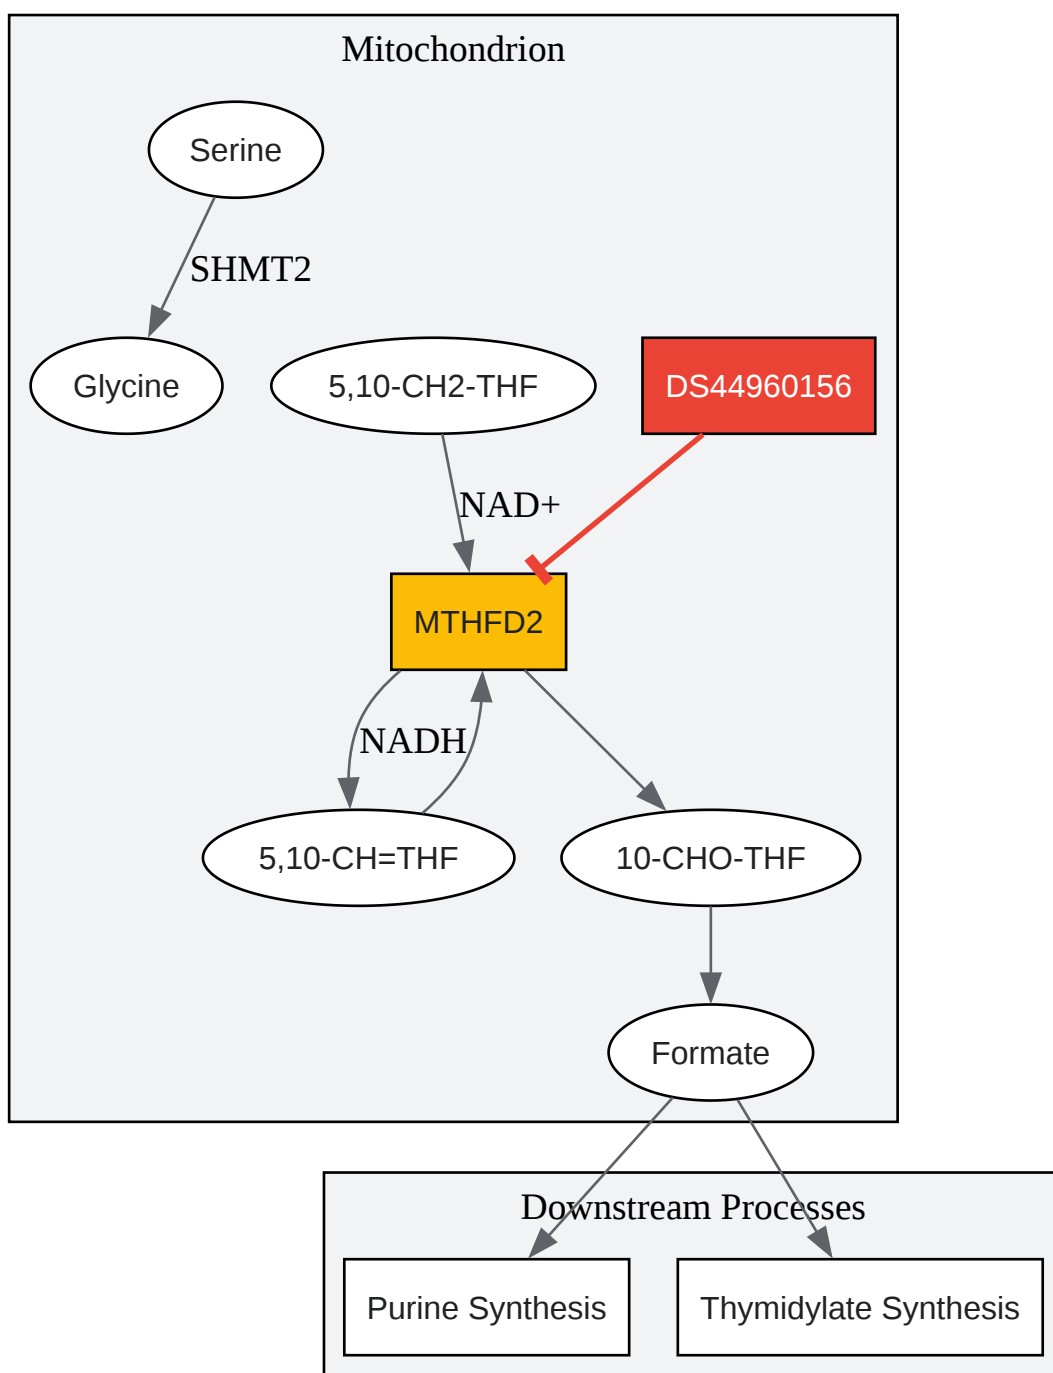 Mitochondrion
Serine
SHMT2
Glycine
5,10-CH2-THF
DS44960156
NAD+
MTHFD2
NADH
5,10-CH=THF
10-CHO-THF
Formate
Downstream Processes
Purine Synthesis
Thymidylate Synthesis